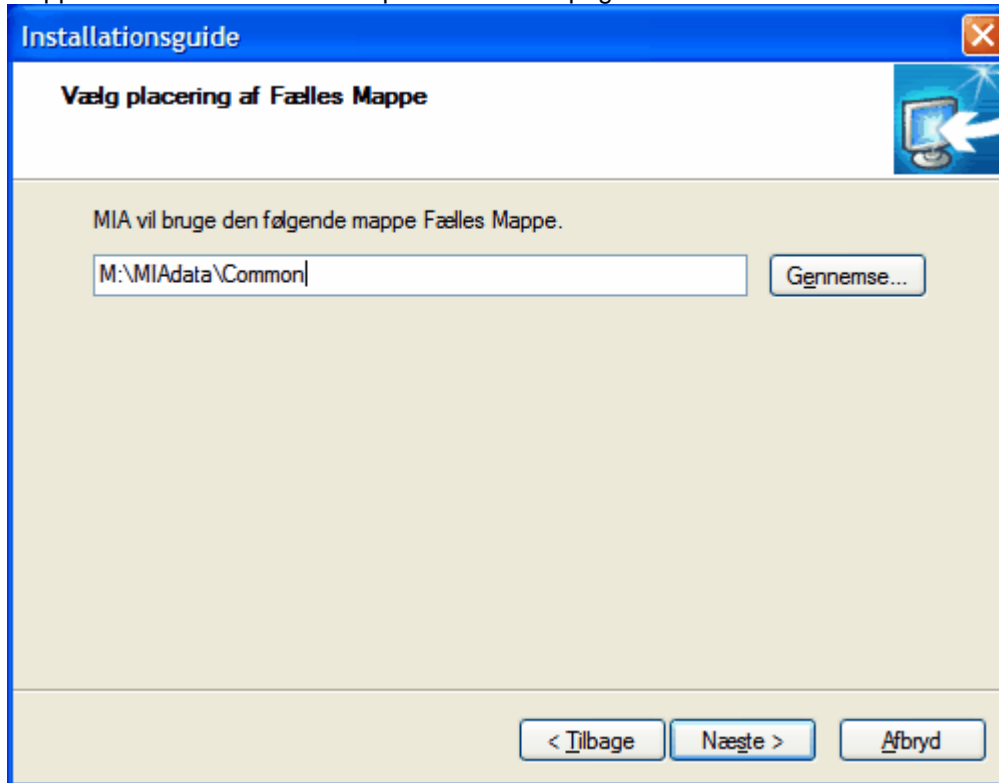 Installationsguide
Vælg placering af Fælles Mappe
MIA vil bruge den følgende mappe Fælles Mappe.
M:\MIAdata\Common
Gennemse...
< Tilbage
Næste >
Afbryd